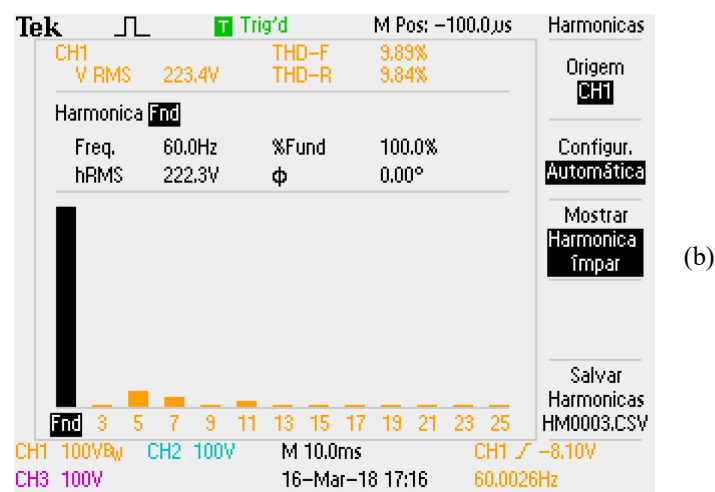 Tek T Trig'd M Pos: -100.0µs Harmonicas
CH1 THD-F 9.89%
V RMS 223.4V THD-R 9.84%
Origem
CH1
Harmonica Fnd
Freq. 60.0Hz %Fund 100.0%
hRMS 222.3V ϕ 0.00°
Configur.
Automática
Mostrar
Harmonica
ímpar
(b)
Salvar
Harmonicas
HM0003.CSV
Fnd 3 5 7 9 11 13 15 17 19 21 23 25
CH1 100VBW CH2 100V M 10.0ms CH1 -8.10V
CH3 100V 16-Mar-18 17:16 60.0026Hz